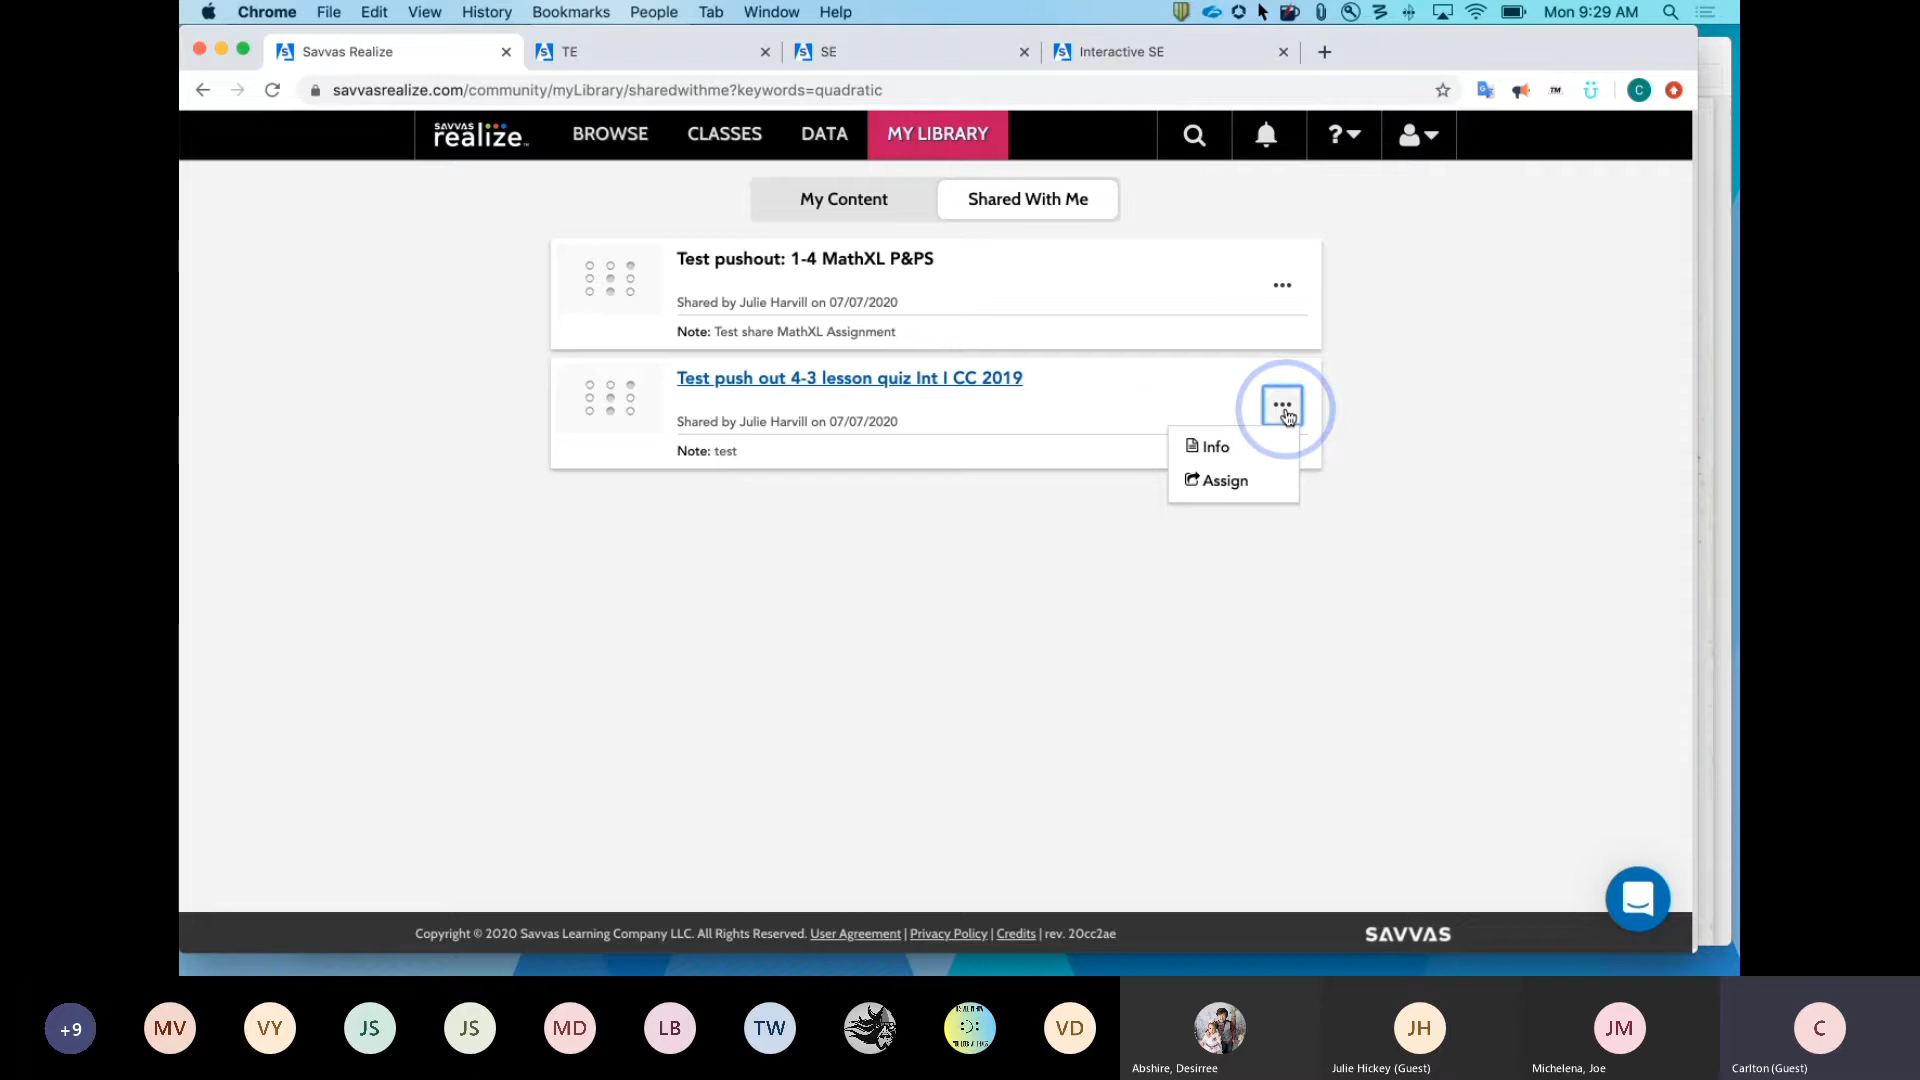 Chrome File Edit View History Bookmarks People Tab Window Help Mon 9:29 AM
Savvas Realize TE SE Interactive SE
savvasrealize.com/community/myLibrary/sharedwithme?keywords=quadratic TM C
SAVVAS realize BROWSE CLASSES DATA MY LIBRARY ?
My Content Shared With Me
Test pushout: 1-4 MathXL P&PS
Shared by Julie Harvill on 07/07/2020
Note: Test share MathXL Assignment
Test push out 4-3 lesson quiz Int I CC 2019
Shared by Julie Harvill on 07/07/2020
Note: test
Info
Assign
Copyright © 2020 Savvas Learning Company LLC. All Rights Reserved. User Agreement | Privacy Policy | Credits | rev. 20cc2ae SAVVAS
+9 MV VY JS JS MD LB TW VD JH JM C
Abshire, Desirree Julie Hickey (Guest) Michelena, Joe Carlton (Guest)